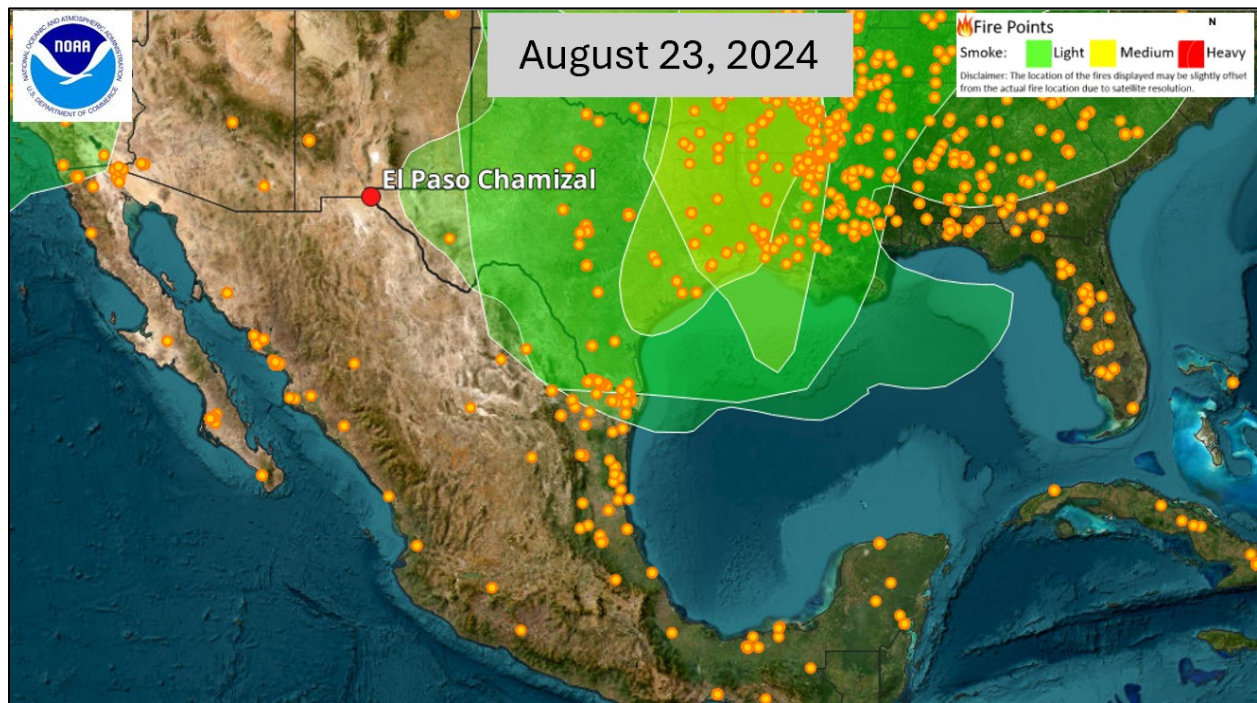 NATIONAL OCEANIC AND ATMOSPHERIC ADMINISTRATION
NOAA
U.S. DEPARTMENT OF COMMERCE
August 23, 2024
Fire Points
N
Smoke: Light Medium Heavy
Disclaimer: The location of the fires displayed may be slightly offset
from the actual fire location due to satellite resolution.
El Paso Chamizal